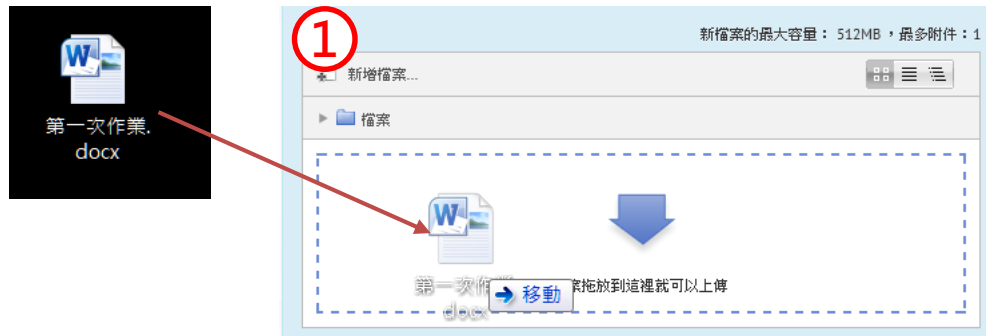 第一次作業.
docx
①
新檔案的最大容量： 512MB，最多附件：1
新增檔案...
檔案
第一次作業
docx
移動
拖放到這裡就可以上傳